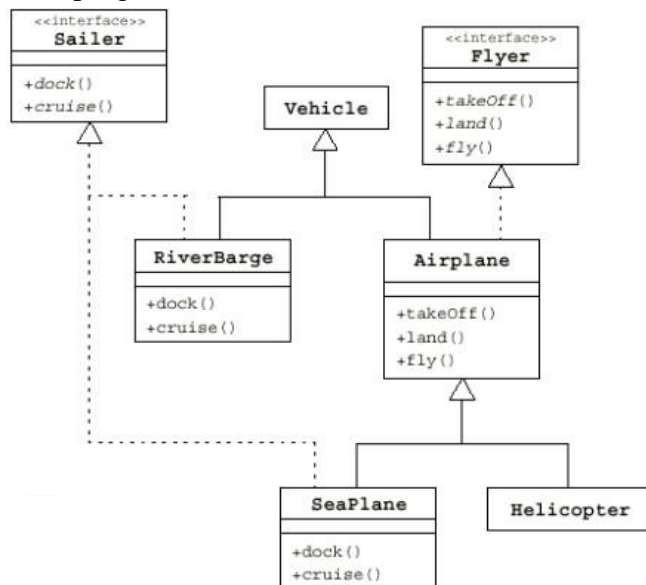 <<interface>>
Sailer
+dock()
+cruise()
<<interface>>
Flyer
+takeOff()
+land()
+fly()
Vehicle
RiverBarge
+dock()
+cruise()
Airplane
+takeOff()
+land()
+fly()
SeaPlane
+dock()
+cruise()
Helicopter